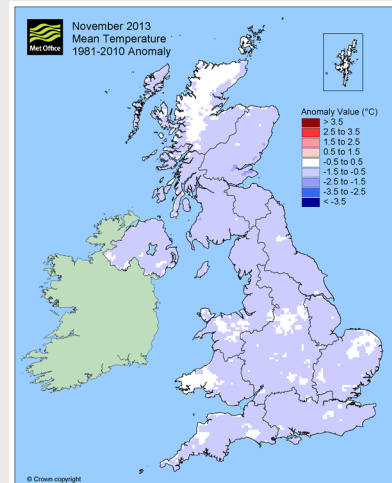 Met Office
November 2013
Mean Temperature
1981-2010 Anomaly
Anomaly Value (°C)
> 3.5
2.5 to 3.5
1.5 to 2.5
0.5 to 1.5
-0.5 to 0.5
-1.5 to -0.5
-2.5 to -1.5
-3.5 to -2.5
< -3.5
© Crown copyright